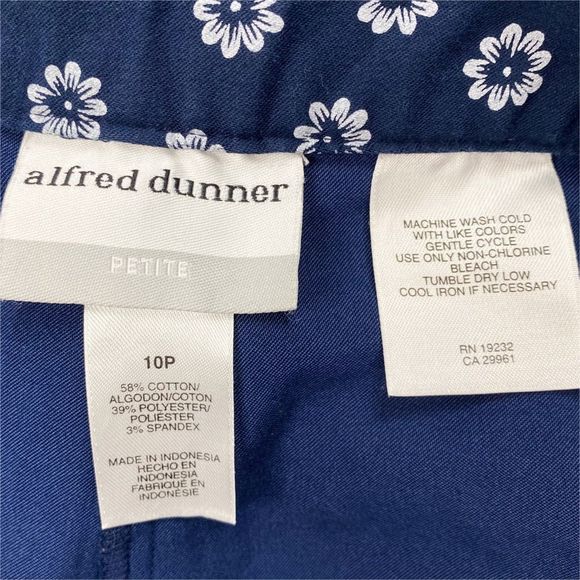 alfred dunner
PETITE
10P
58% COTTON/
ALGODON/COTON
39% POLYESTER/
POLIÉSTER
3% SPANDEX
MADE IN INDONESIA
HECHO EN
INDONESIA
FABRIQUÉ EN
INDONÉSIE
MACHINE WASH COLD
WITH LIKE COLORS
GENTLE CYCLE
USE ONLY NON-CHLORINE
BLEACH
TUMBLE DRY LOW
COOL IRON IF NECESSARY
RN 19232
CA 29961